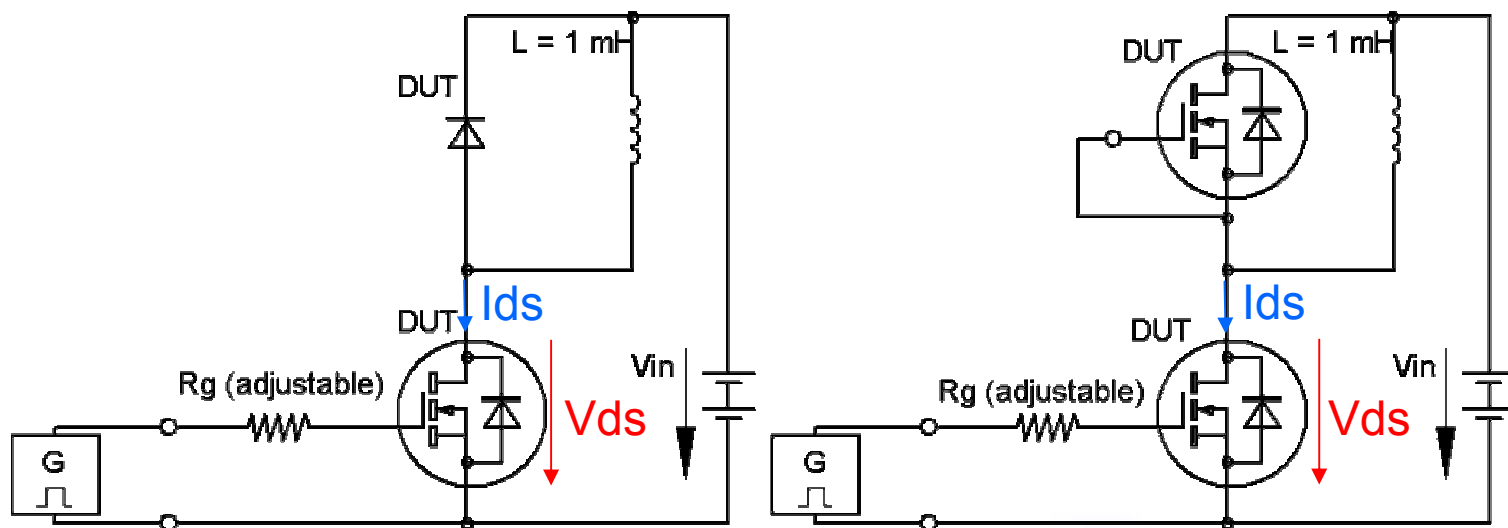 L = 1 mH
DUT
Ids
DUT
Rg (adjustable)
Vds
Vin
G
L = 1 mH
DUT
Ids
DUT
Rg (adjustable)
Vds
Vin
G